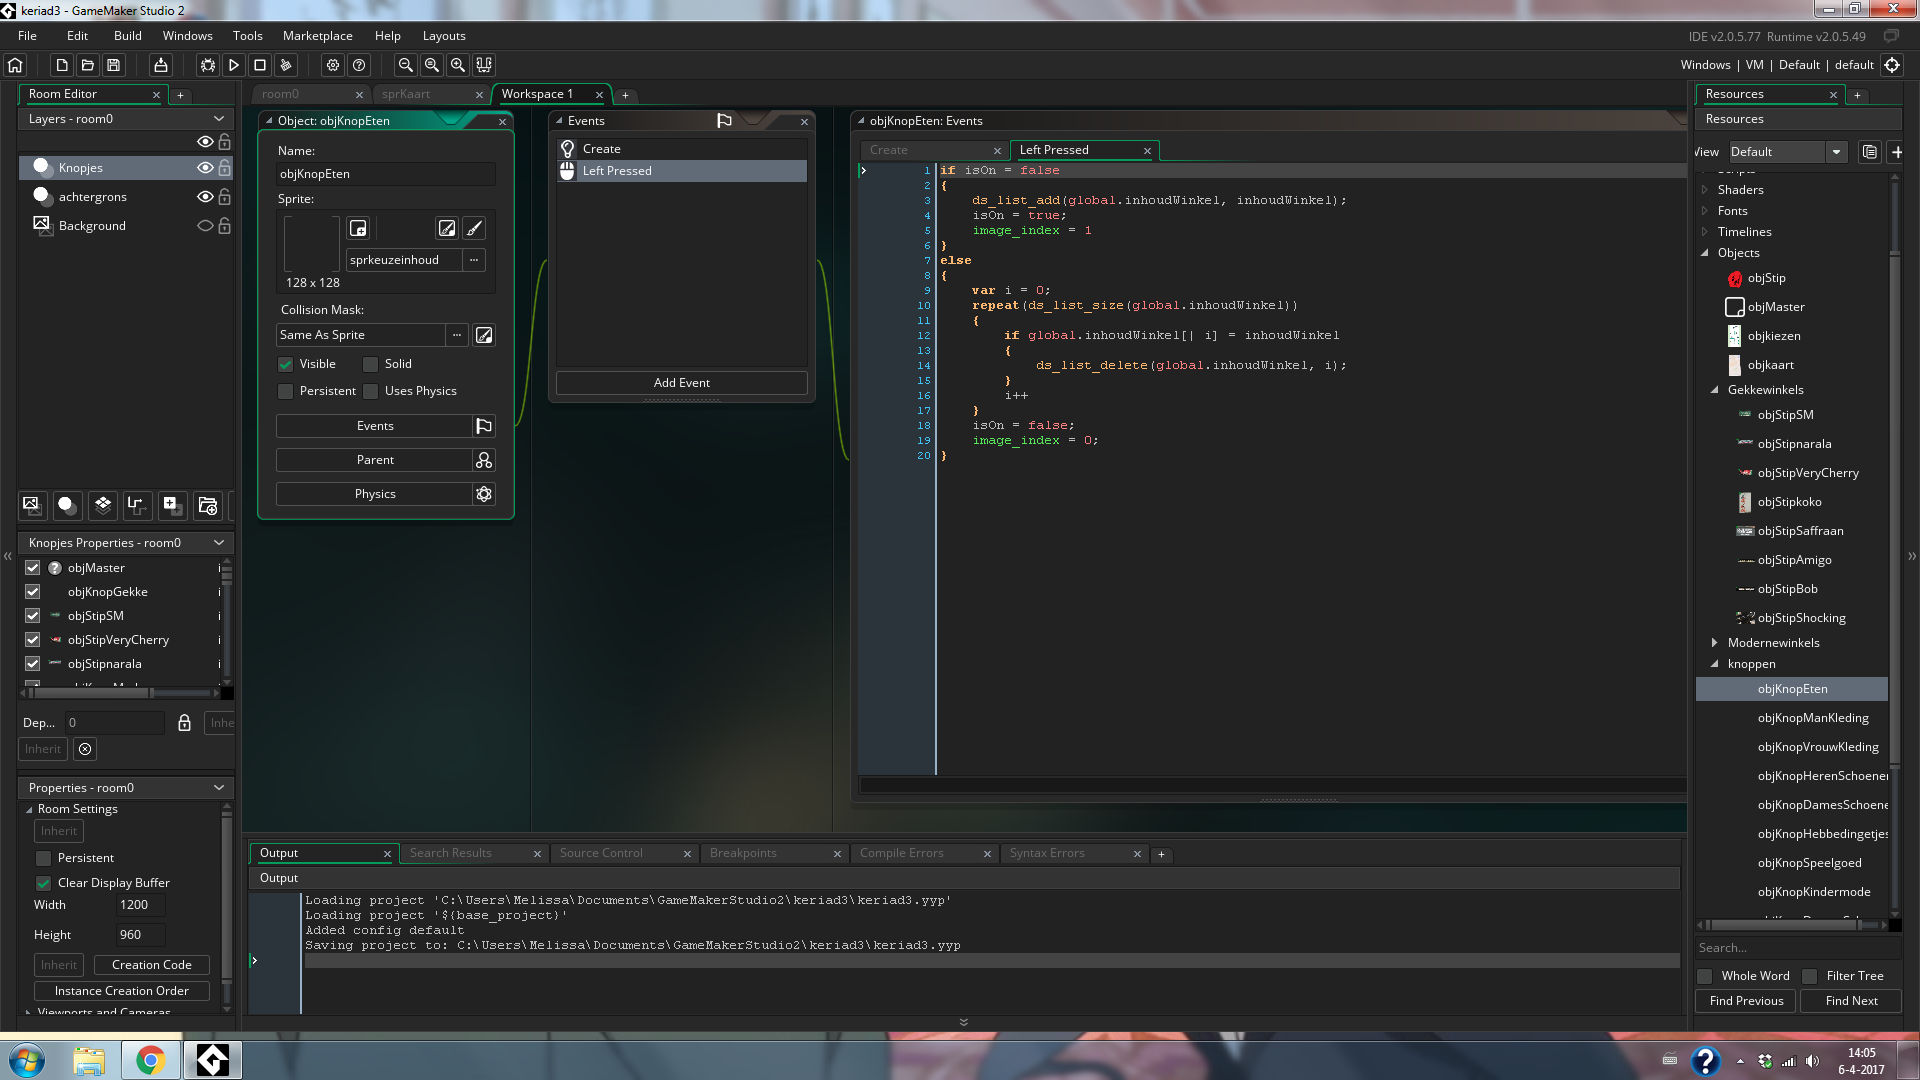 keriad3 - GameMaker Studio 2
File Edit Build Windows Tools Marketplace Help Layouts
IDE v2.0.5.77 Runtime v2.0.5.49
Windows | VM | Default | default
Room Editor
Layers - room0
Knopjes
achtergrons
Background
Knopjes Properties - room0
objMaster
objKnopGekke
objStipSM
objStipVeryCherry
objStipnarala
Dep... 0 Inhe
Inherit
Properties - room0
Room Settings
Inherit
Persistent
Clear Display Buffer
Width 1200
Height 960
Inherit Creation Code
Instance Creation Order
Viewports and Cameras
room0 sprKaart Workspace 1
Object: objKnopEten
Name:
objKnopEten
Sprite:
sprkeuzeinhoud ...
128 x 128
Collision Mask:
Same As Sprite ...
Visible Solid
Persistent Uses Physics
Events
Parent
Physics
Events
Create
Left Pressed
Add Event
objKnopEten: Events
Create Left Pressed
1 if isOn = false
2 {
3 ds_list_add(global.inhoudWinkel, inhoudWinkel);
4 isOn = true;
5 image_index = 1
6 }
7 else
8 {
9 var i = 0;
10 repeat(ds_list_size(global.inhoudWinkel))
11 {
12 if global.inhoudWinkel[| i] = inhoudWinkel
13 {
14 ds_list_delete(global.inhoudWinkel, i);
15 }
16 i++
17 }
18 isOn = false;
19 image_index = 0;
20 }
Output Search Results Source Control Breakpoints Compile Errors Syntax Errors
Output
Loading project 'C:\Users\Melissa\Documents\GameMakerStudio2\keriad3\keriad3.yyp'
Loading project '${base_project}'
Added config default
Saving project to: C:\Users\Melissa\Documents\GameMakerStudio2\keriad3\keriad3.yyp
Resources
Resources
View Default
Scripts
Shaders
Fonts
Timelines
Objects
objStip
objMaster
objkiezen
objkaart
Gekkewinkels
objStipSM
objStipnarala
objStipVeryCherry
objStipkoko
objStipSaffraan
objStipAmigo
objStipBob
objStipShocking
Modernewinkels
knoppen
objKnopEten
objKnopManKleding
objKnopVrouwKleding
objKnopHerenSchoener
objKnopDamesSchoene
objKnopHebbedingetjes
objKnopSpeelgoed
objKnopKindermode
Search...
Whole Word Filter Tree
Find Previous Find Next
14:05
6-4-2017